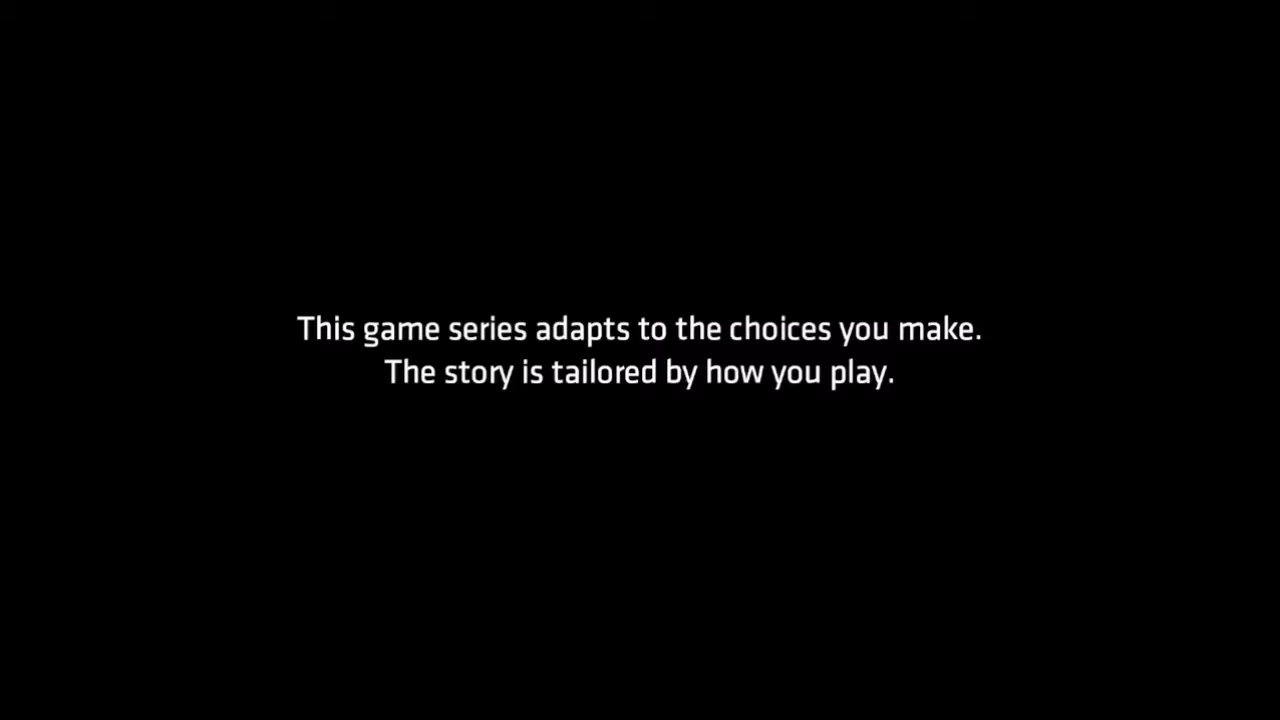 This game series adapts to the choices you make.
The story is tailored by how you play.